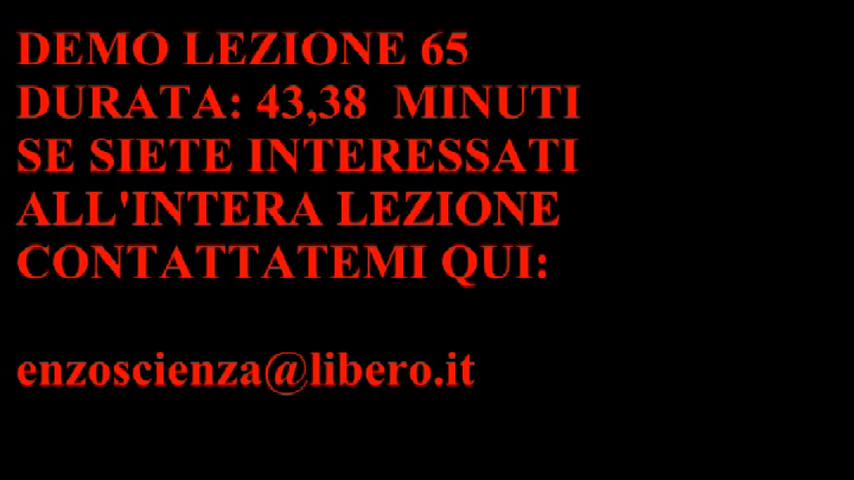 DEMO LEZIONE 65
DURATA: 43,38 MINUTI
SE SIETE INTERESSATI
ALL'INTERA LEZIONE
CONTATTATEMI QUI:
enzoscienza@libero.it